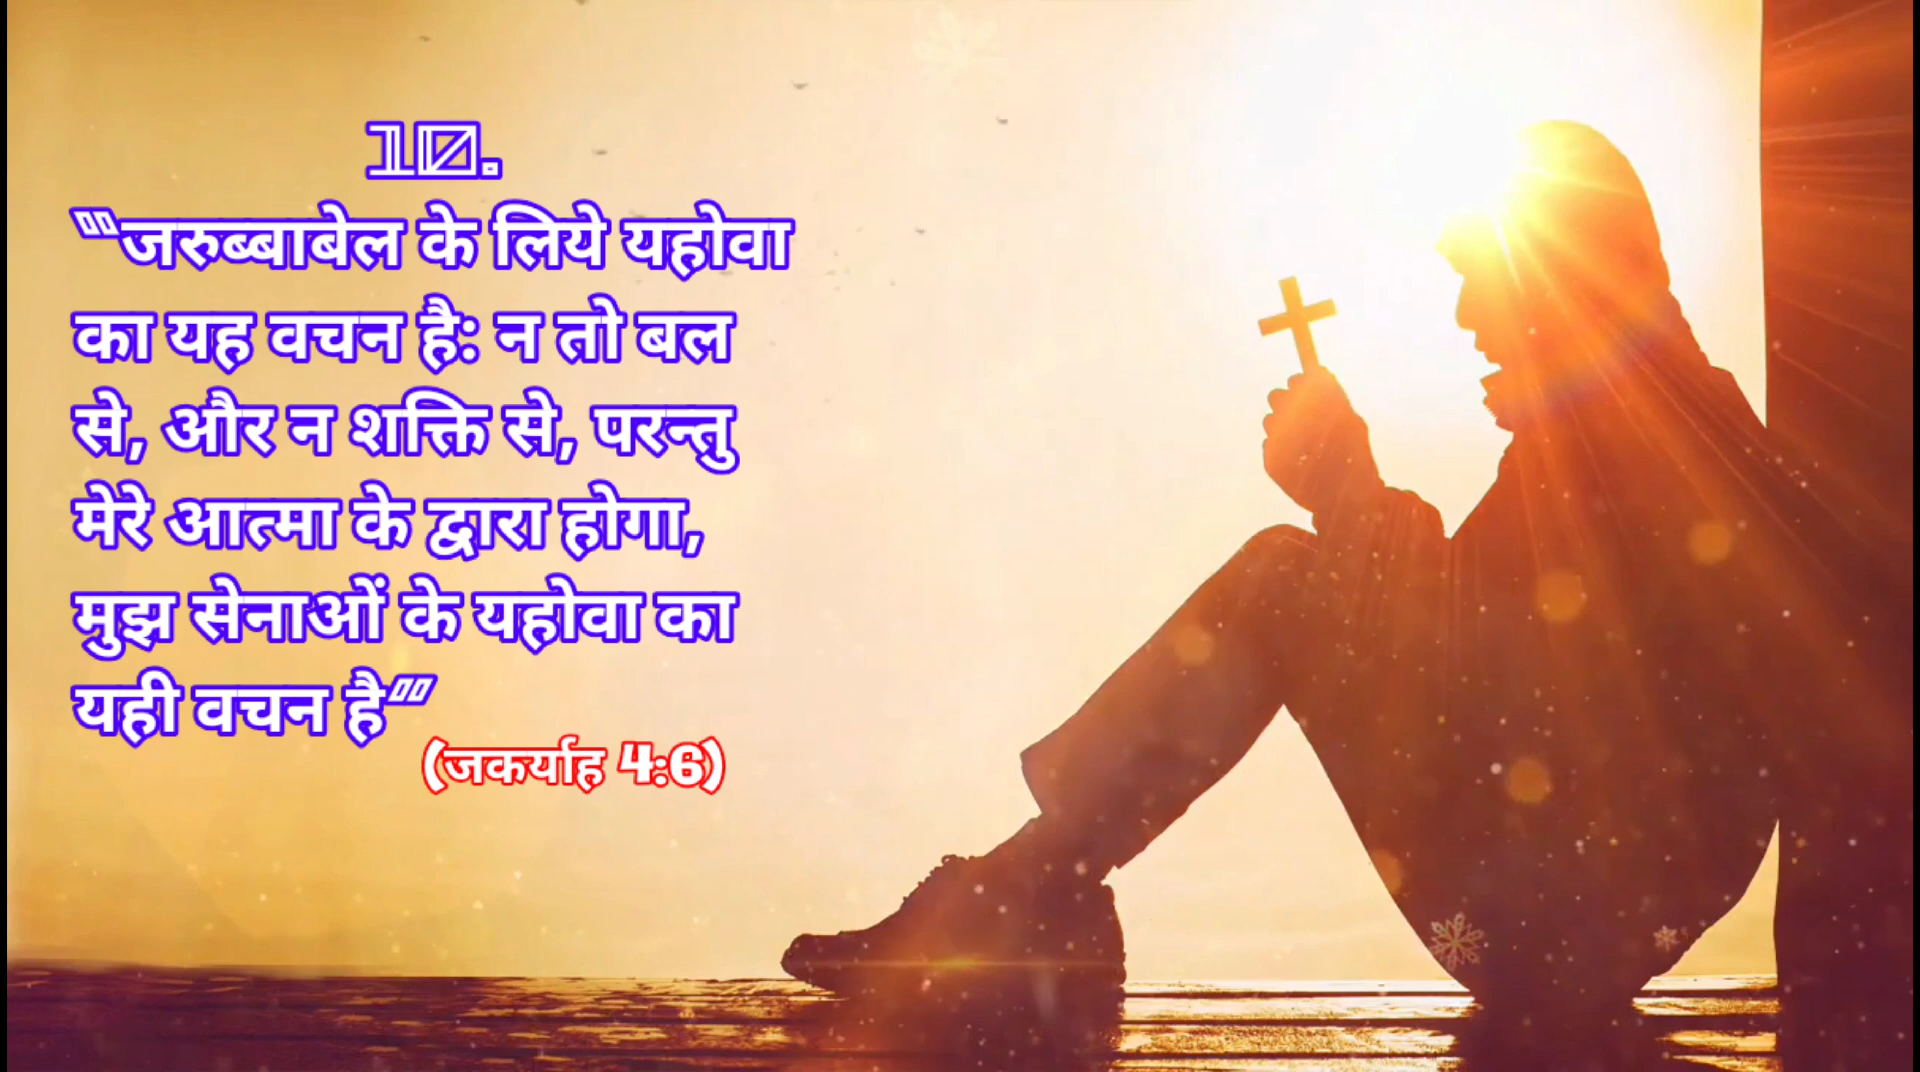 10.
"जरुब्बाबेल के लिये यहोवा
का यह वचन है: न तो बल
से, और न शक्ति से, परन्तु
मेरे आत्मा के द्वारा होगा,
मुझ सेनाओं के यहोवा का
यही वचन है"
(जकर्याह 4:6)